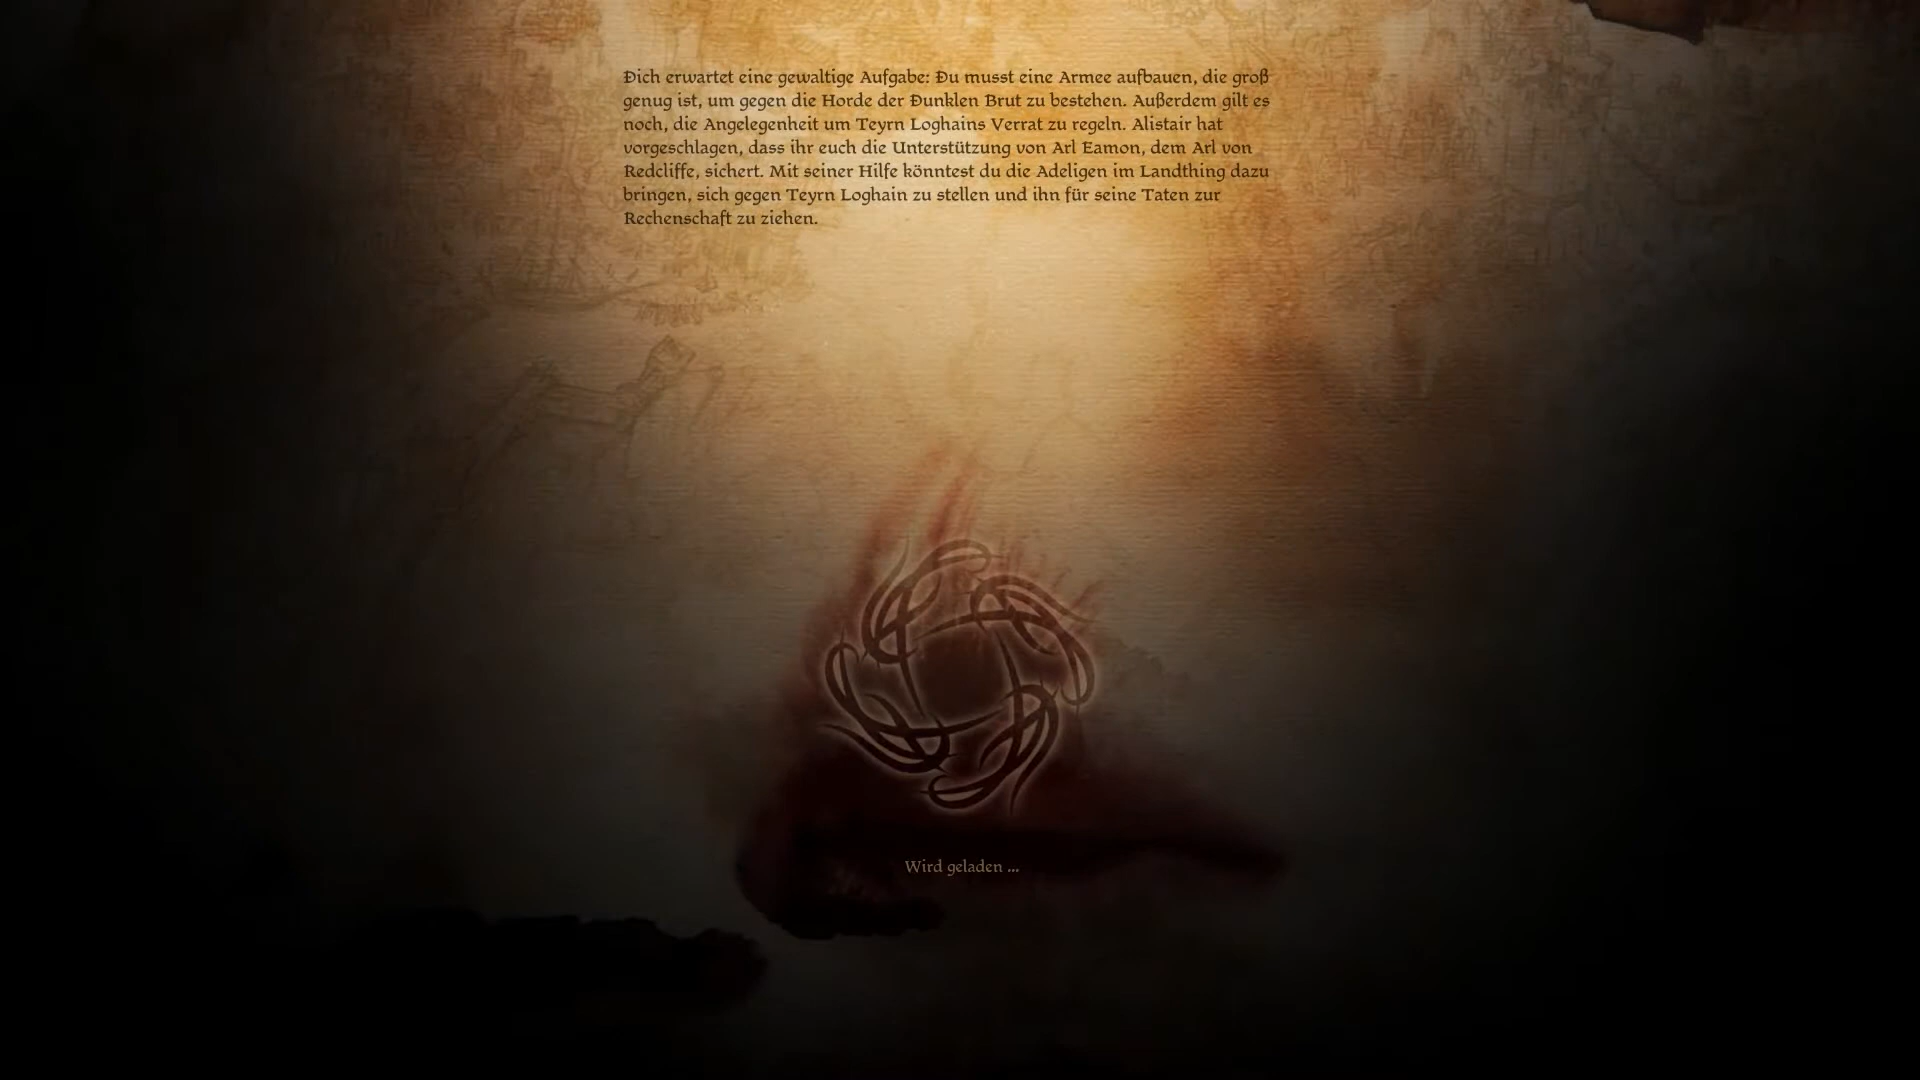 Dich erwartet eine gewaltige Aufgabe: Du musst eine Armee aufbauen, die groß
genug ist, um gegen die Horde der Dunklen Brut zu bestehen. Außerdem gilt es
noch, die Angelegenheit um Teyrn Loghains Verrat zu regeln. Alistair hat
vorgeschlagen, dass ihr euch die Unterstützung von Arl Eamon, dem Arl von
Redcliffe, sichert. Mit seiner Hilfe könntest du die Adeligen im Landthing dazu
bringen, sich gegen Teyrn Loghain zu stellen und ihn für seine Taten zur
Rechenschaft zu ziehen.
Wird geladen ...